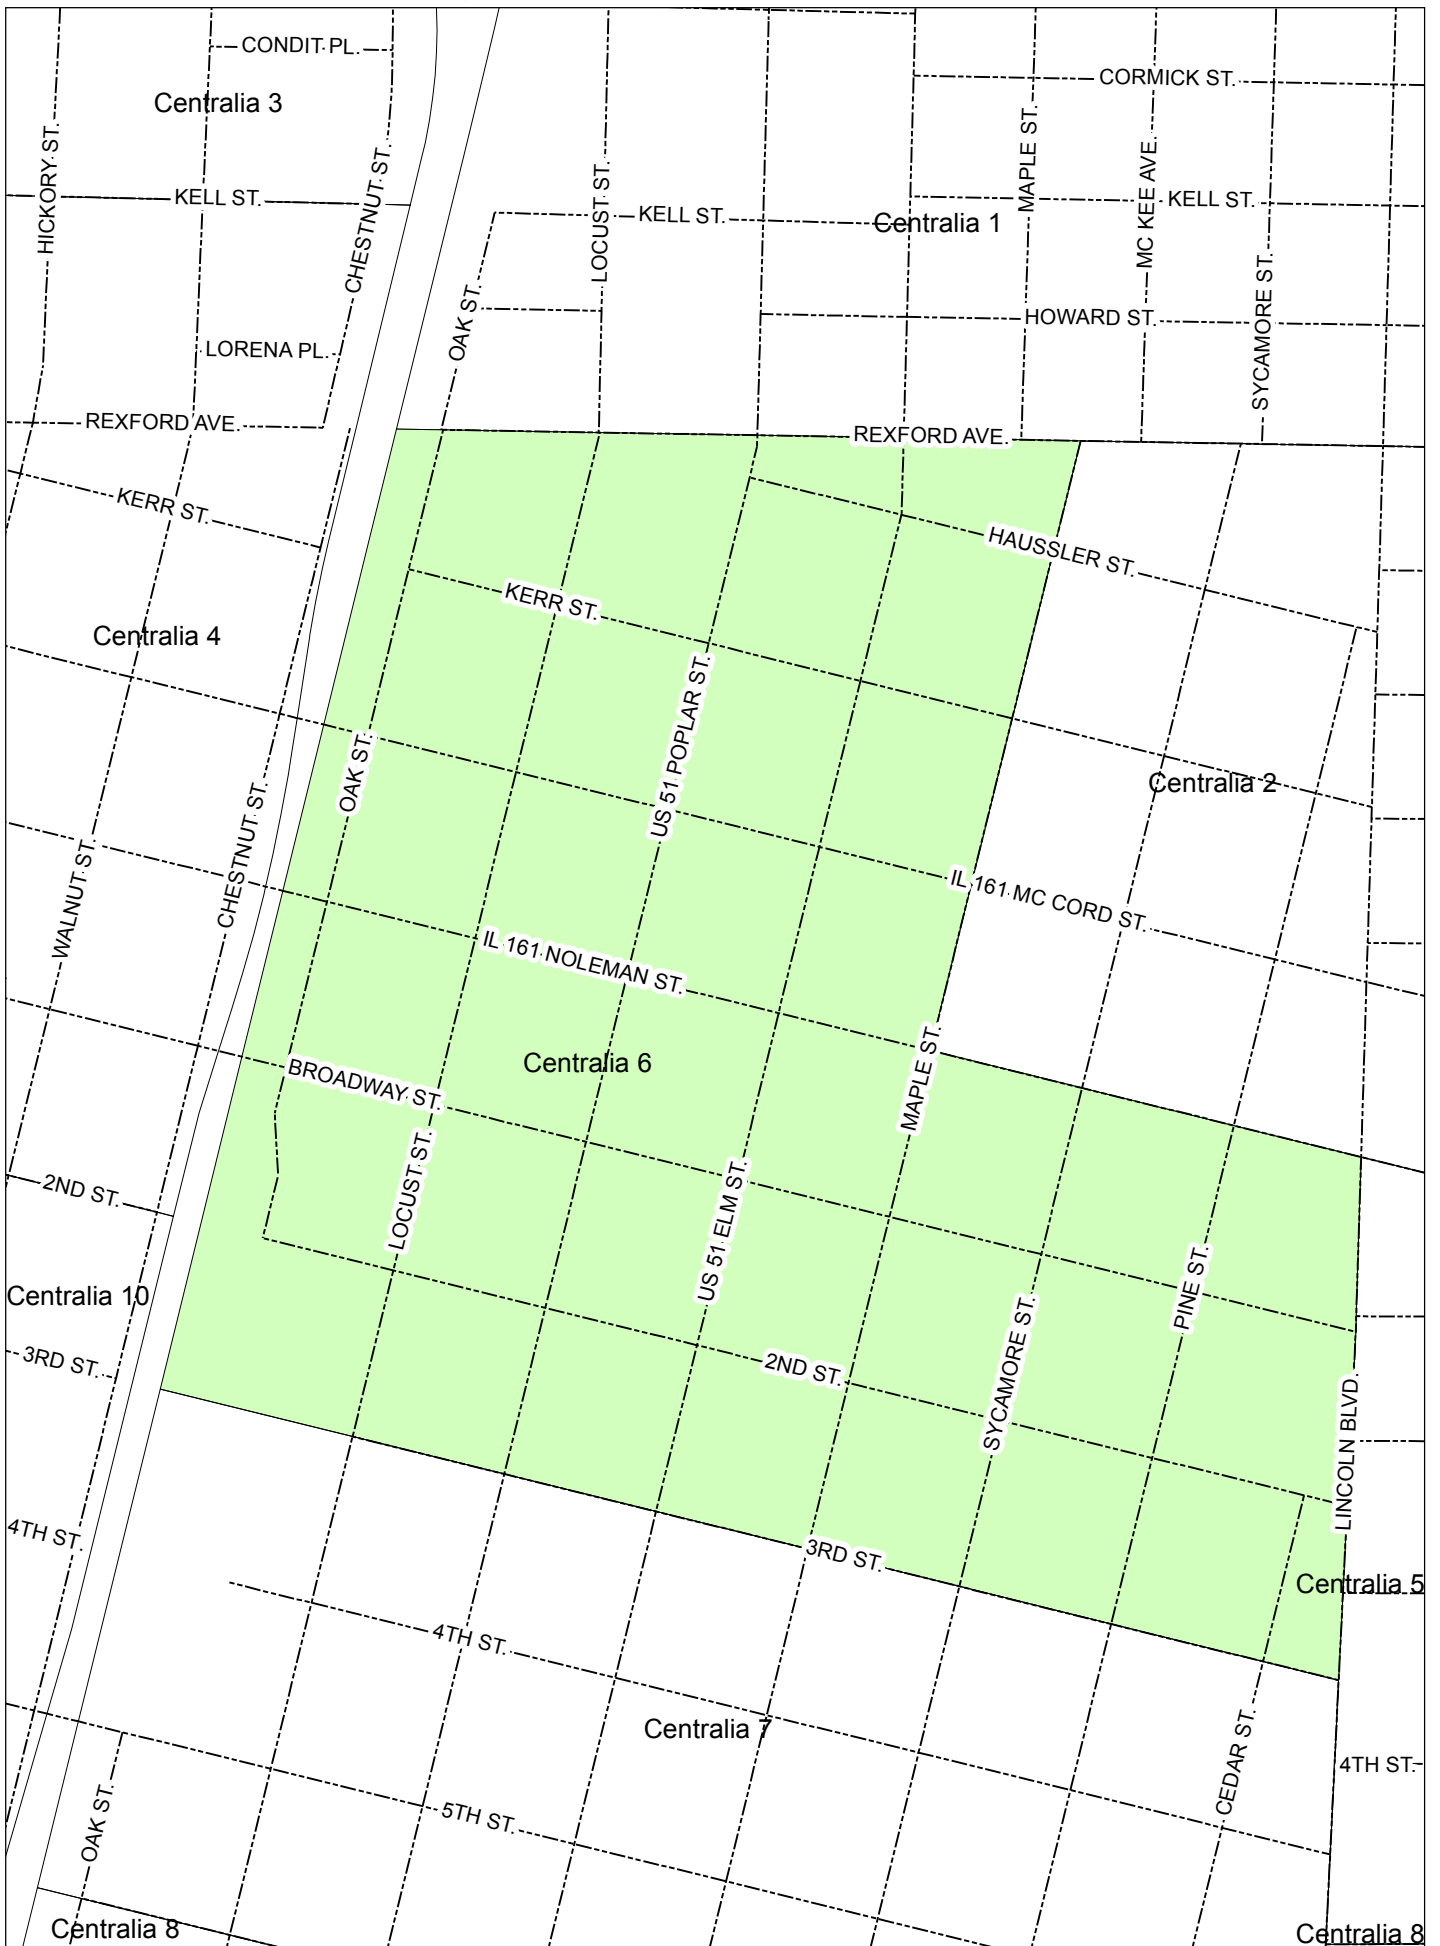 CONDIT PL.
CORMICK ST.
Centralia 3
HICKORY ST.
CHESTNUT ST.
MAPLE ST.
MC KEE AVE.
KELL ST.
LOCUST ST.
KELL ST.
Centralia 1
KELL ST.
SYCAMORE ST.
OAK ST.
HOWARD ST.
LORENA PL.
REXFORD AVE.
REXFORD AVE.
KERR ST.
HAUSSLER ST.
KERR ST.
Centralia 4
US 51 POPLAR ST.
OAK ST.
Centralia 2
WALNUT ST.
CHESTNUT ST.
IL 161 MC CORD ST.
IL 161 NOLEMAN ST.
Centralia 6
MAPLE ST.
BROADWAY ST.
LOCUST ST.
2ND ST.
US 51 ELM ST.
PINE ST.
Centralia 10
SYCAMORE ST.
3RD ST.
2ND ST.
LINCOLN BLVD.
4TH ST.
3RD ST.
Centralia 5
4TH ST.
Centralia 7
CEDAR ST.
4TH ST.
OAK ST.
5TH ST.
Centralia 8
Centralia 8